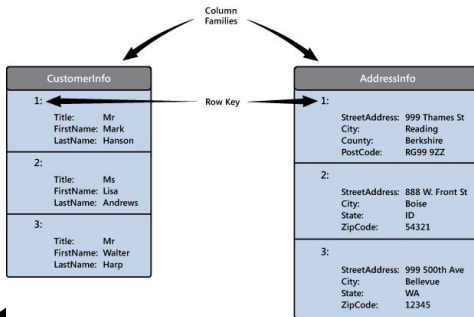 Column
Families
CustomerInfo
1:
Title: Mr
FirstName: Mark
LastName: Hanson
2:
Title: Ms
FirstName: Lisa
LastName: Andrews
3:
Title: Mr
FirstName: Walter
LastName: Harp
Row Key
AddressInfo
1:
StreetAddress: 999 Thames St
City: Reading
County: Berkshire
PostCode: RG99 9ZZ
2:
StreetAddress: 888 W. Front St
City: Boise
State: ID
ZipCode: 54321
3:
StreetAddress: 999 500th Ave
City: Bellevue
State: WA
ZipCode: 12345